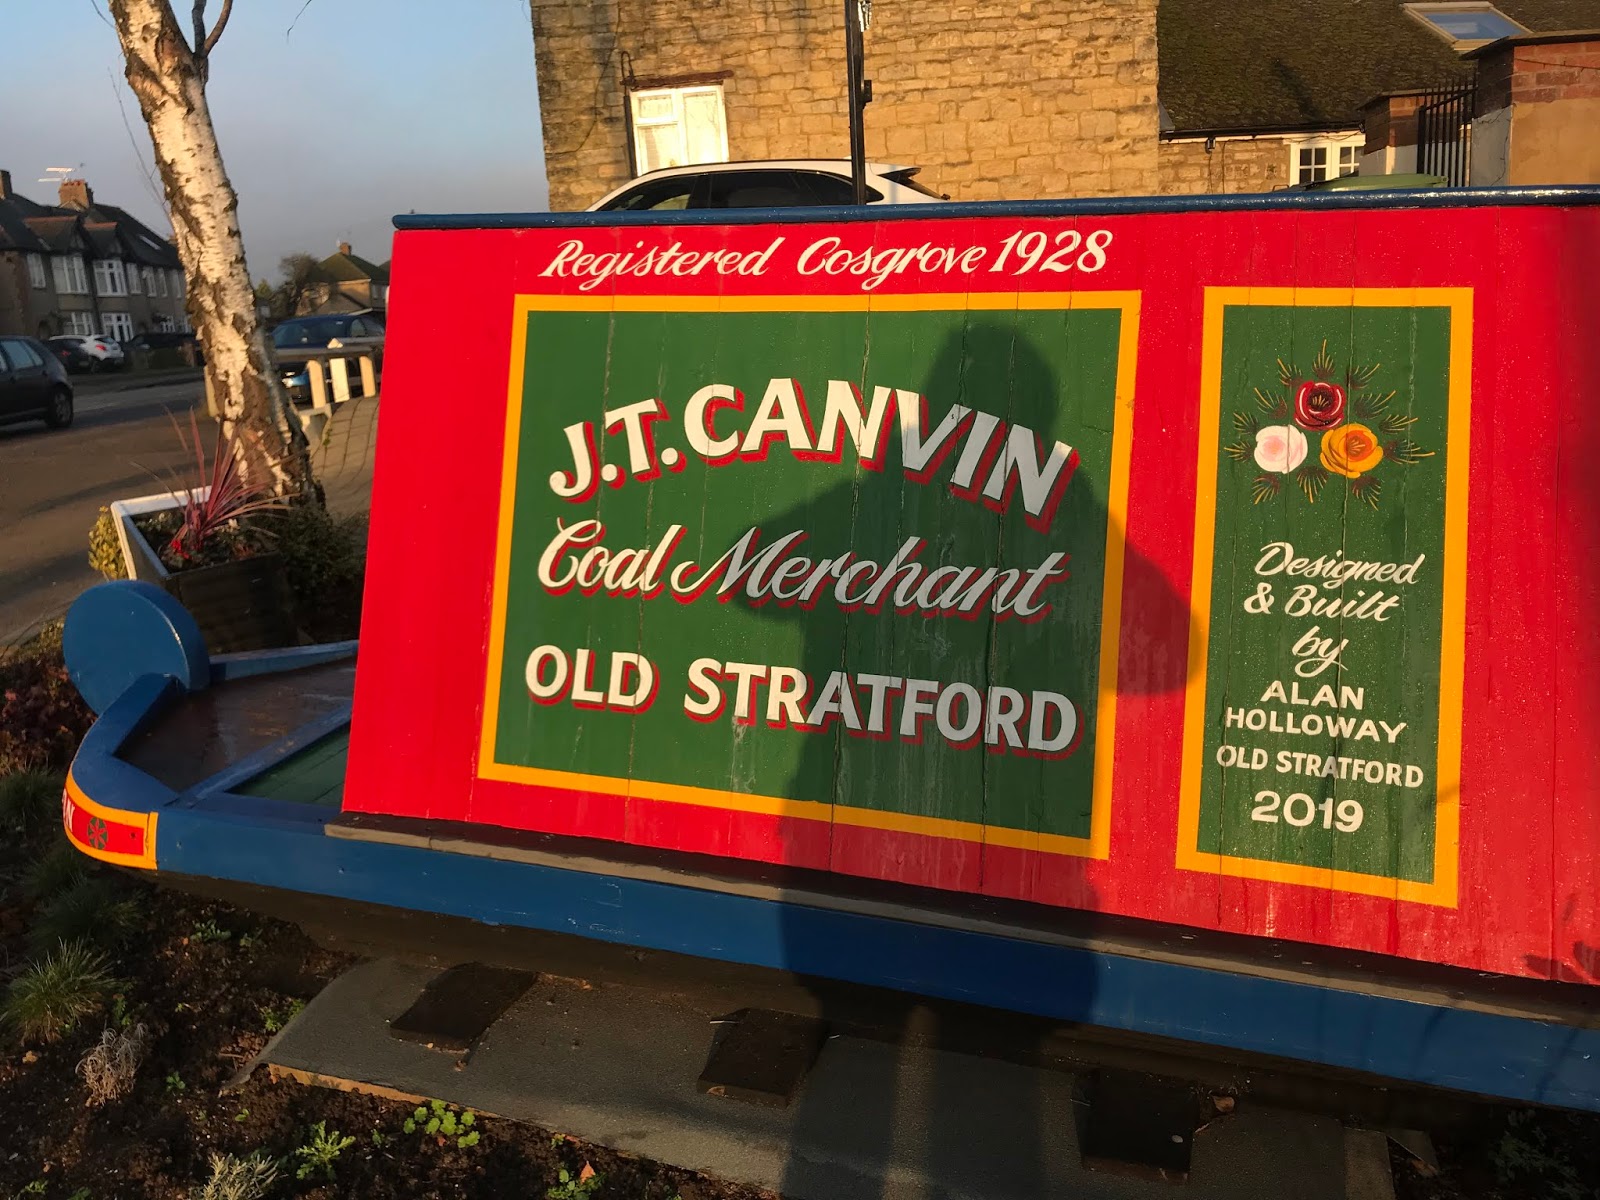 Registered Cosgrove 1928
J.T. CANVIN
Coal Merchant
OLD STRATFORD
Designed
& Built
by
ALAN
HOLLOWAY
OLD STRATFORD
2019